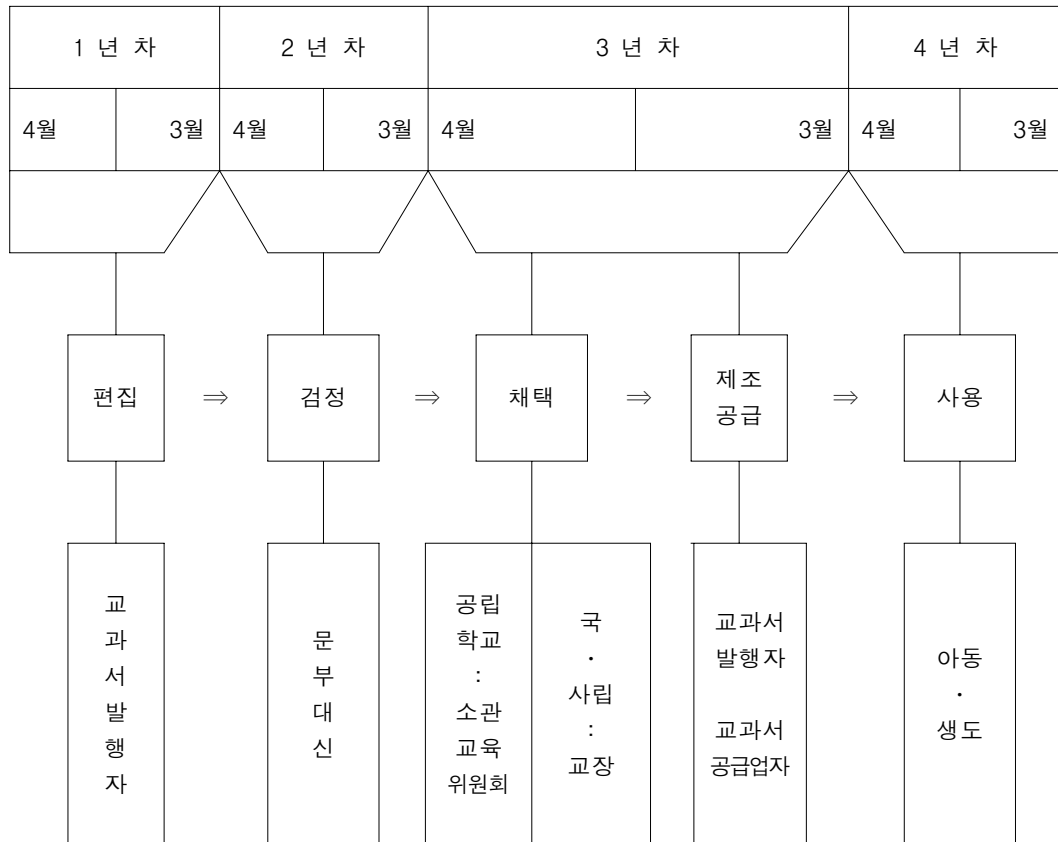 1 년 차 2 년 차 3 년 차 4 년 차
4월 3월 4월 3월 4월 3월 4월 3월
편집 ⇒ 검정 ⇒ 채택 ⇒ 제조 공급 ⇒ 사용
교
과
서
발
행
자
문
부
대
신
공립
학교
:
소관
교육
위원회
국
·
사립
:
교장
교과서
발행자
교과서
공급업자
아동
·
생도